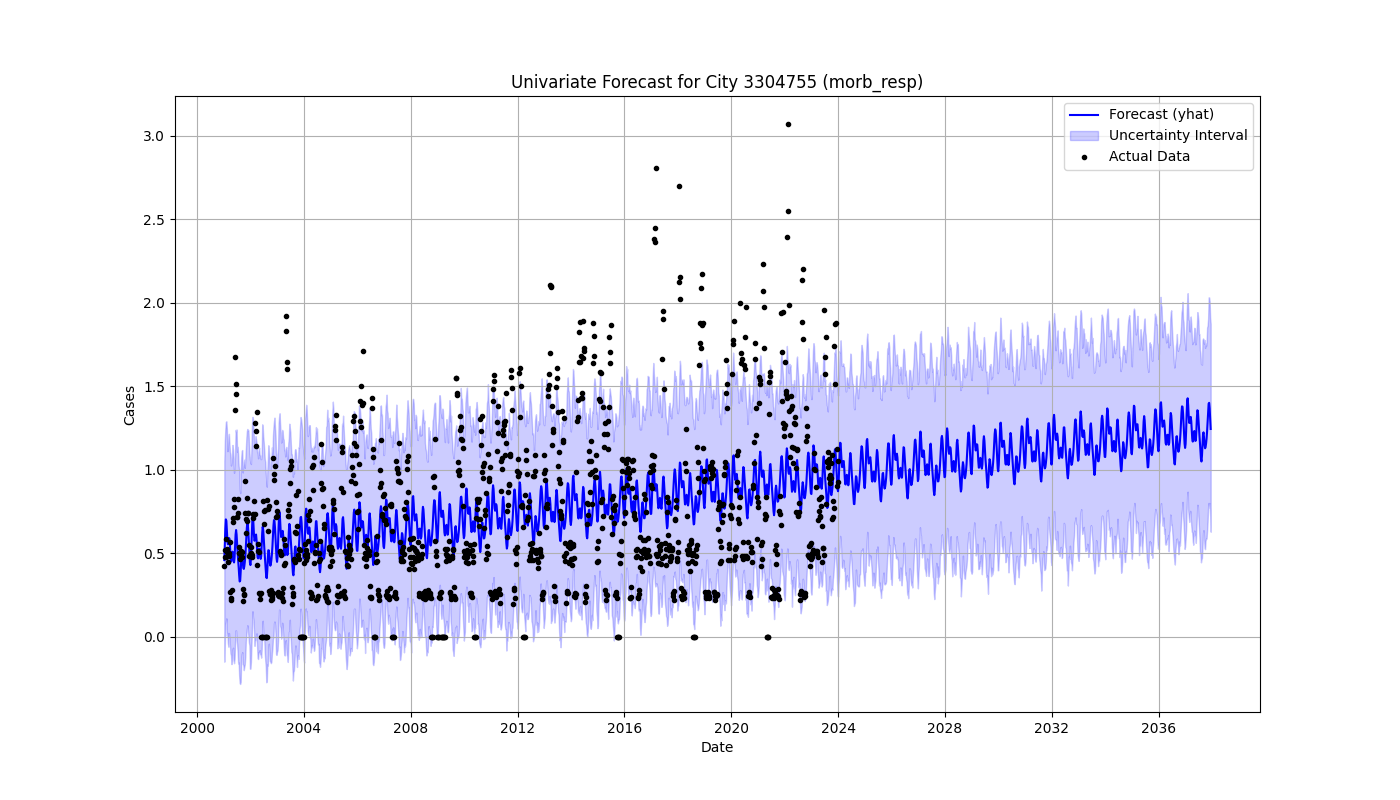 Univariate Forecast for City 3304755 (morb_resp)
Forecast (yhat)
Uncertainty Interval
Actual Data
Cases
3.0
2.5
2.0
1.5
1.0
0.5
0.0
2000 2004 2008 2012 2016 2020 2024 2028 2032 2036
Date